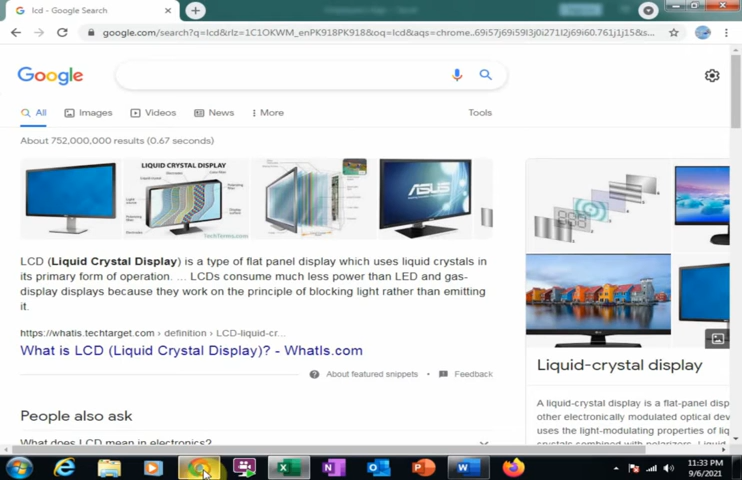 lcd - Google Search
google.com/search?q=lcd&rlz=1C1OKWM_enPK918PK918&oq=lcd&aqs=chrome..69i57j69i59l3j0i271l2j69i60.761j1j15&s...
Google
All
Images
Videos
News
More
Tools
About 752,000,000 results (0.67 seconds)
LIQUID CRYSTAL DISPLAY
TechTerms.com
ASUS
LCD (Liquid Crystal Display) is a type of flat panel display which uses liquid crystals in
its primary form of operation. ... LCDs consume much less power than LED and gas-
display displays because they work on the principle of blocking light rather than emitting
it.
https://whatis.techtarget.com › definition › LCD-liquid-cr...
What is LCD (Liquid Crystal Display)? - WhatIs.com
About featured snippets
Feedback
People also ask
What does LCD mean in electronics?
Liquid-crystal display
A liquid-crystal display is a flat-panel disp
other electronically modulated optical dev
uses the light-modulating properties of liq
crystals combined with polarizers. Liquid
11:33 PM
9/6/2021